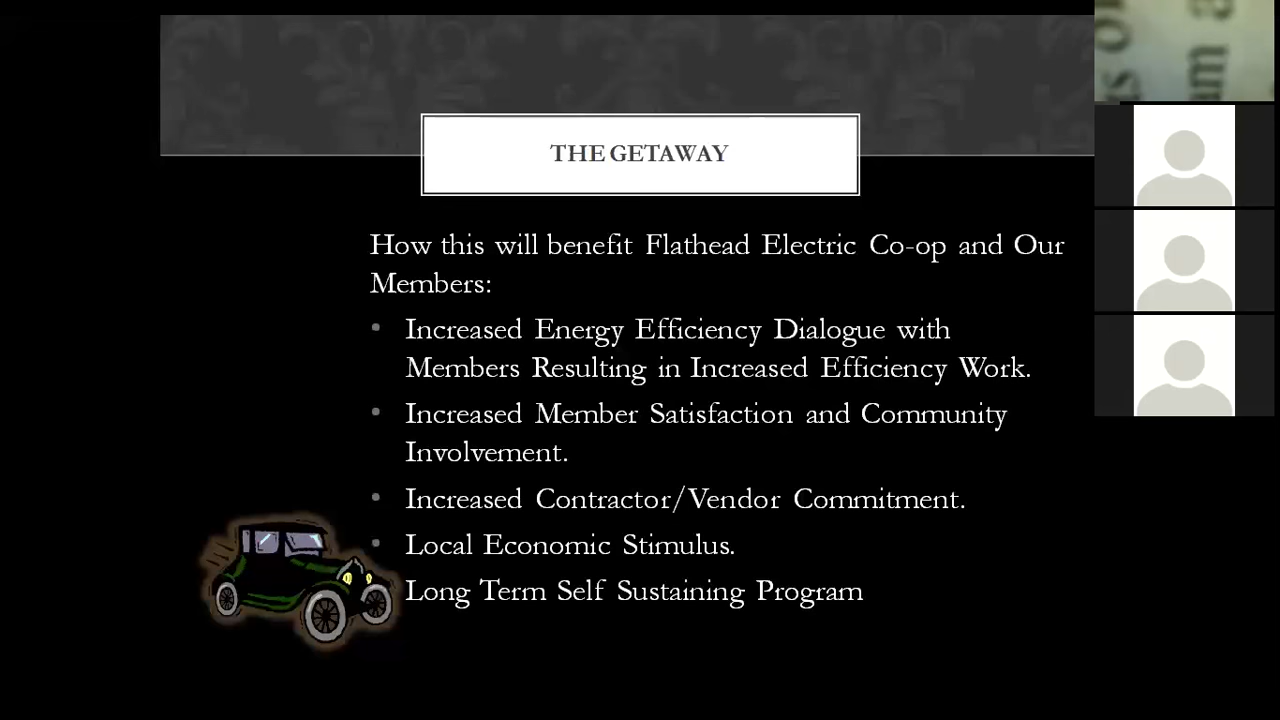 THE GETAWAY
How this will benefit Flathead Electric Co-op and Our
Members:
• Increased Energy Efficiency Dialogue with
Members Resulting in Increased Efficiency Work.
• Increased Member Satisfaction and Community
Involvement.
• Increased Contractor/Vendor Commitment.
• Local Economic Stimulus.
Long Term Self Sustaining Program
am a